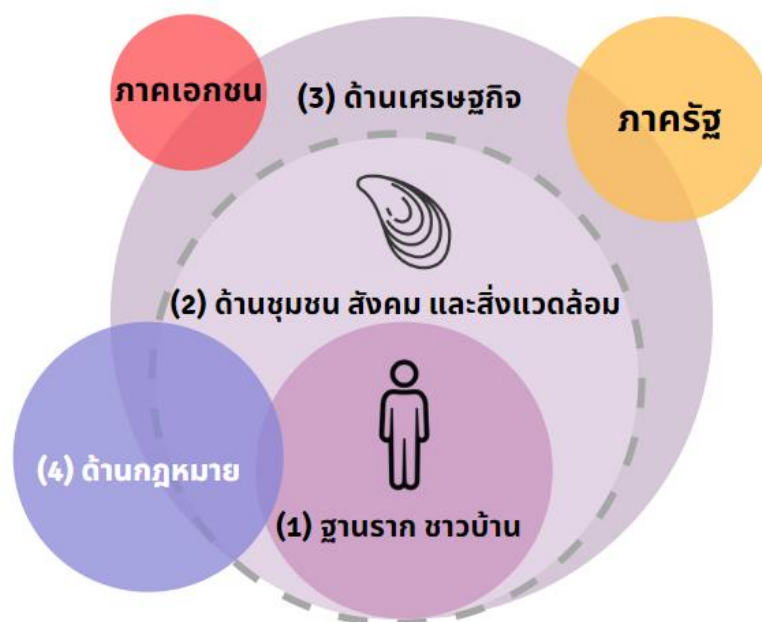 ภาคเอกชน
(3) ด้านเศรษฐกิจ
ภาครัฐ
(2) ด้านชุมชน สังคม และสิ่งแวดล้อม
(4) ด้านกฎหมาย
(1) ฐานราก ชาวบ้าน